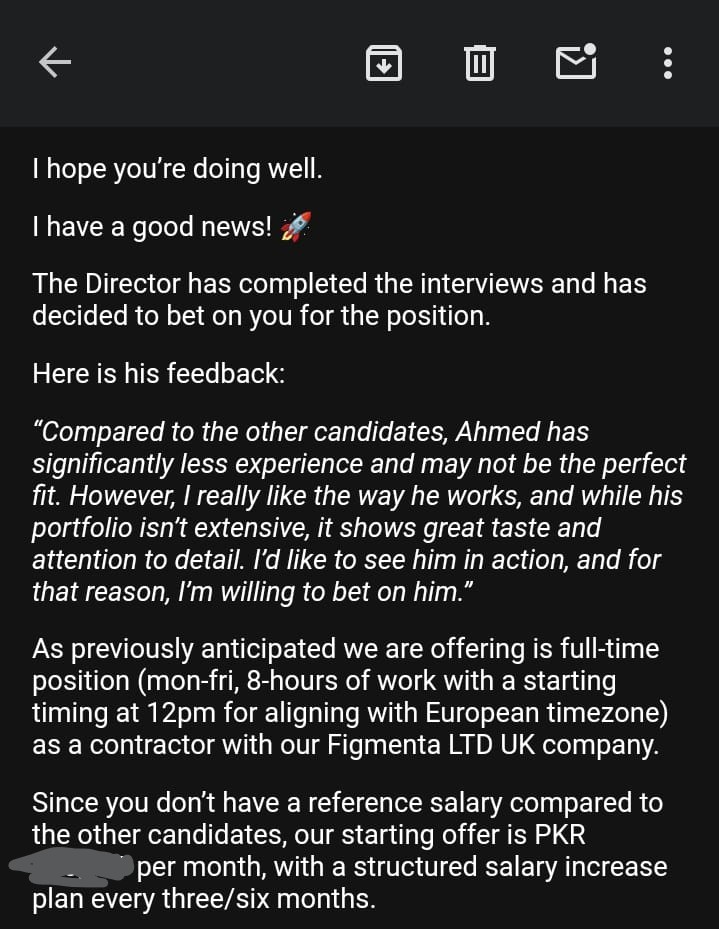 I hope you’re doing well.
I have a good news! 🚀
The Director has completed the interviews and has
decided to bet on you for the position.
Here is his feedback:
“Compared to the other candidates, Ahmed has
significantly less experience and may not be the perfect
fit. However, I really like the way he works, and while his
portfolio isn’t extensive, it shows great taste and
attention to detail. I’d like to see him in action, and for
that reason, I’m willing to bet on him.”
As previously anticipated we are offering is full-time
position (mon-fri, 8-hours of work with a starting
timing at 12pm for aligning with European timezone)
as a contractor with our Figmenta LTD UK company.
Since you don’t have a reference salary compared to
the other candidates, our starting offer is PKR
per month, with a structured salary increase
plan every three/six months.